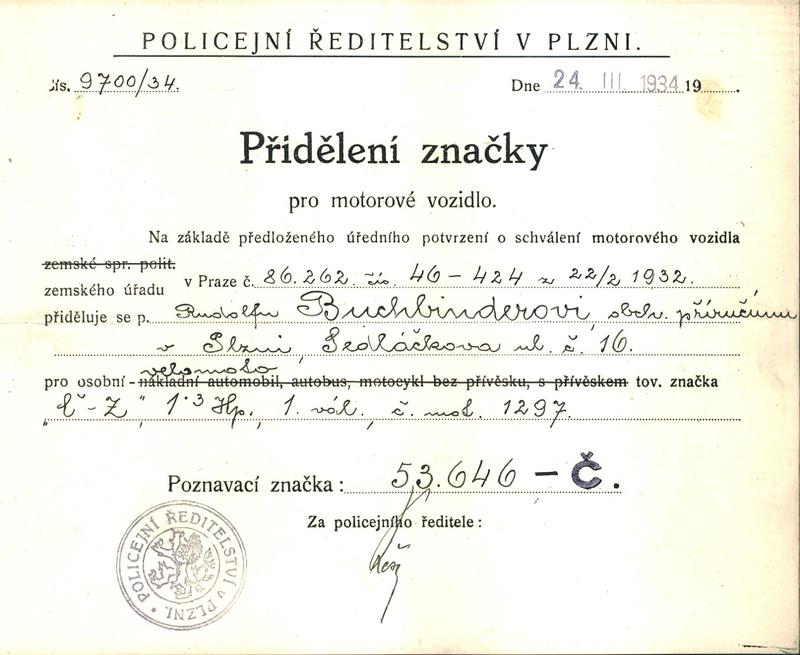 POLICEJNÍ ŘEDITELSTVÍ V PLZNI.
čís. 9700/34. Dne 24. III. 1934 19 .
Přidělení značky
pro motorové vozidlo.
Na základě předloženého úředního potvrzení o schválení motorového vozidla
zemské spr. polit.
zemského úřadu v Praze č. 86.262. čís. 46-424 z 22/2 1932.
přiděluje se p. Rudolfu Buchbinderovi, obch. příručímu
v Plzni, Sedláčkova ul. č. 16.
velomoto
pro osobní - nákladní automobil, autobus, motocykl bez přívěsku, s přívěskem tov. značka
"Č-Z" 1·3 Hp., 1. vál., č. mot. 1297.
Poznávací značka: 53.646 – Č.
Za policejního ředitele:
POLICEJNÍ ŘEDITELSTVÍ V PLZNI